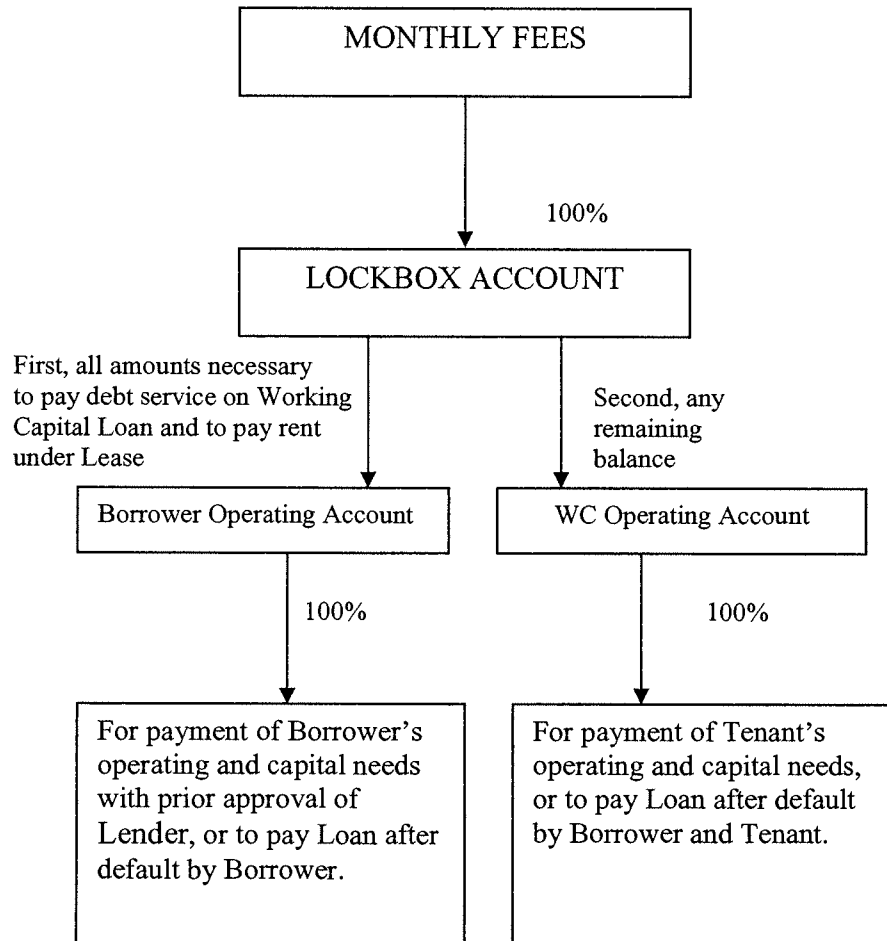 MONTHLY FEES
100%
LOCKBOX ACCOUNT
First, all amounts necessary
to pay debt service on Working
Capital Loan and to pay rent
under Lease
Second, any
remaining
balance
Borrower Operating Account
WC Operating Account
100%
100%
For payment of Borrower’s
operating and capital needs
with prior approval of
Lender, or to pay Loan after
default by Borrower.
For payment of Tenant’s
operating and capital needs,
or to pay Loan after default
by Borrower and Tenant.